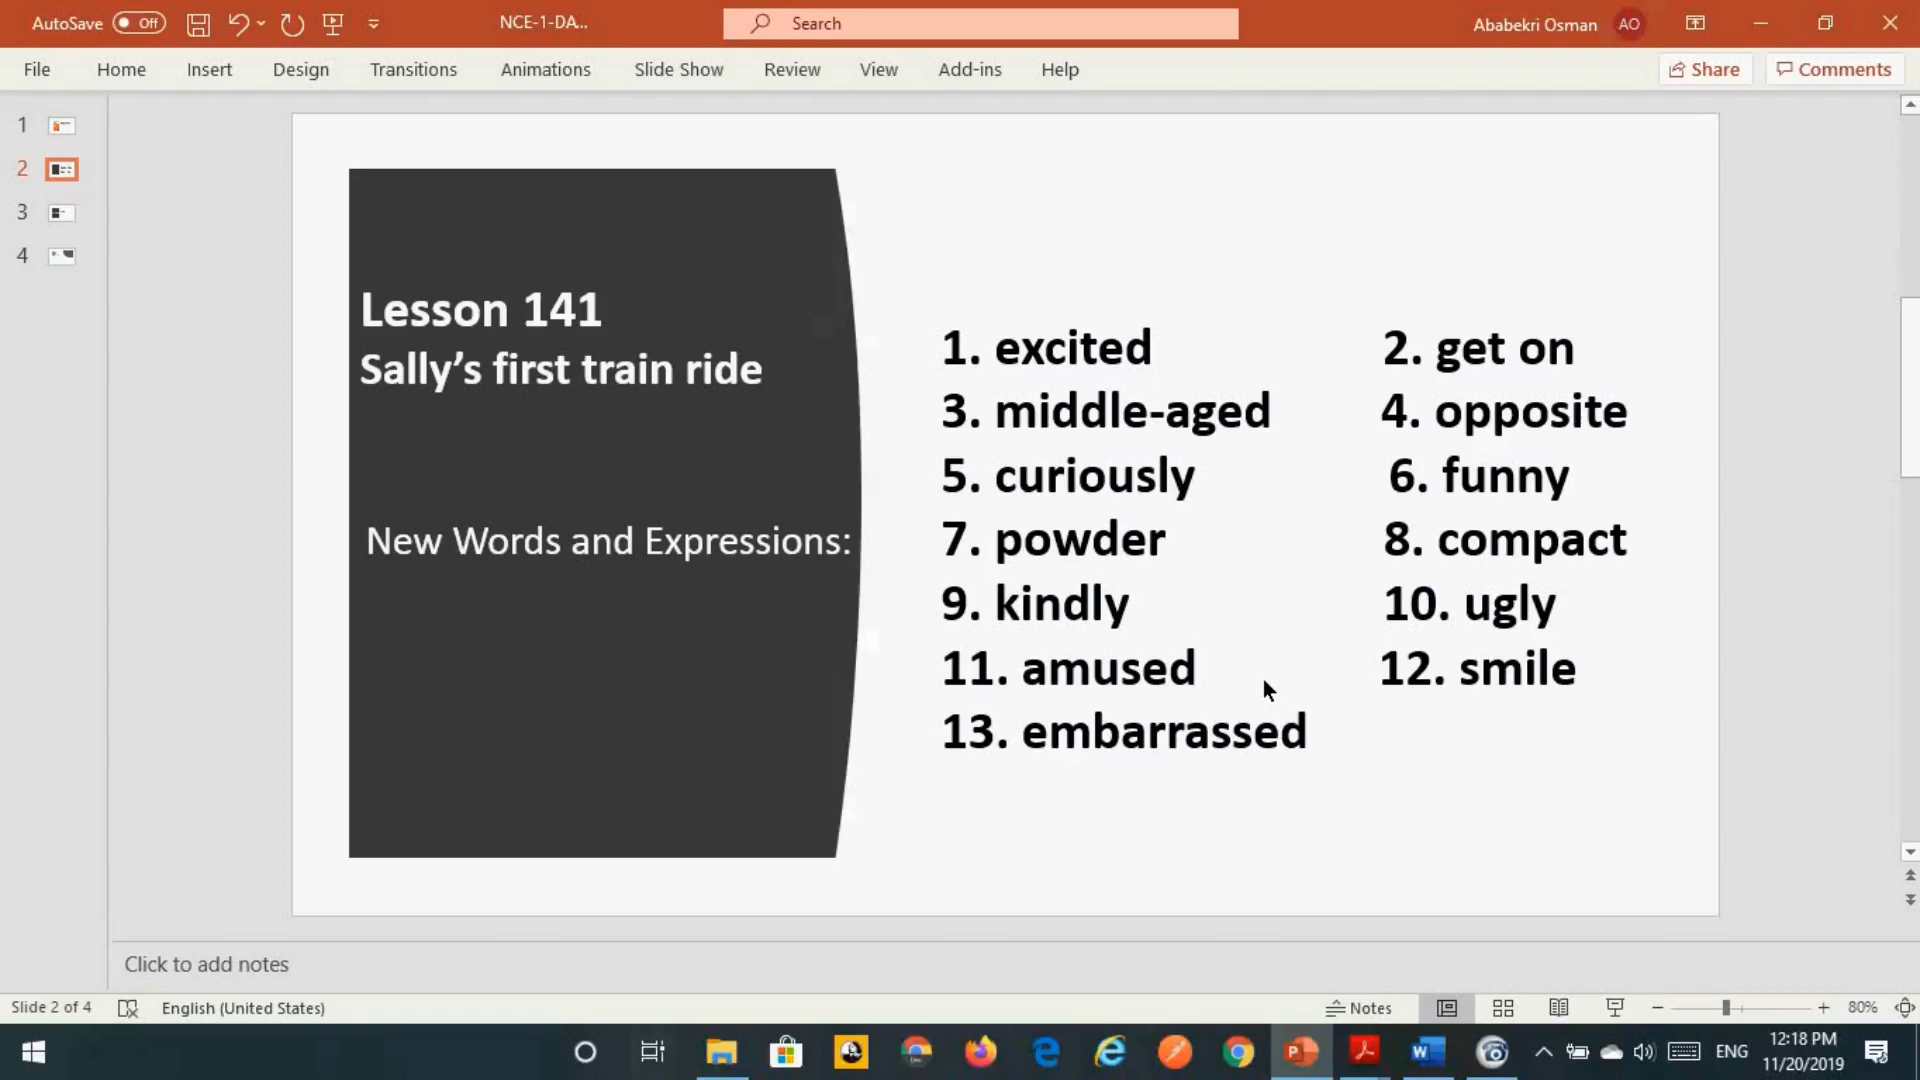 AutoSave Off NCE-1-DA... Search Ababekri Osman AO
File Home Insert Design Transitions Animations Slide Show Review View Add-ins Help Share Comments
1
2
3
4
Lesson 141
Sally’s first train ride
New Words and Expressions:
1. excited 2. get on
3. middle-aged 4. opposite
5. curiously 6. funny
7. powder 8. compact
9. kindly 10. ugly
11. amused 12. smile
13. embarrassed
Click to add notes
Slide 2 of 4 English (United States) Notes 80%
ENG 12:18 PM
11/20/2019